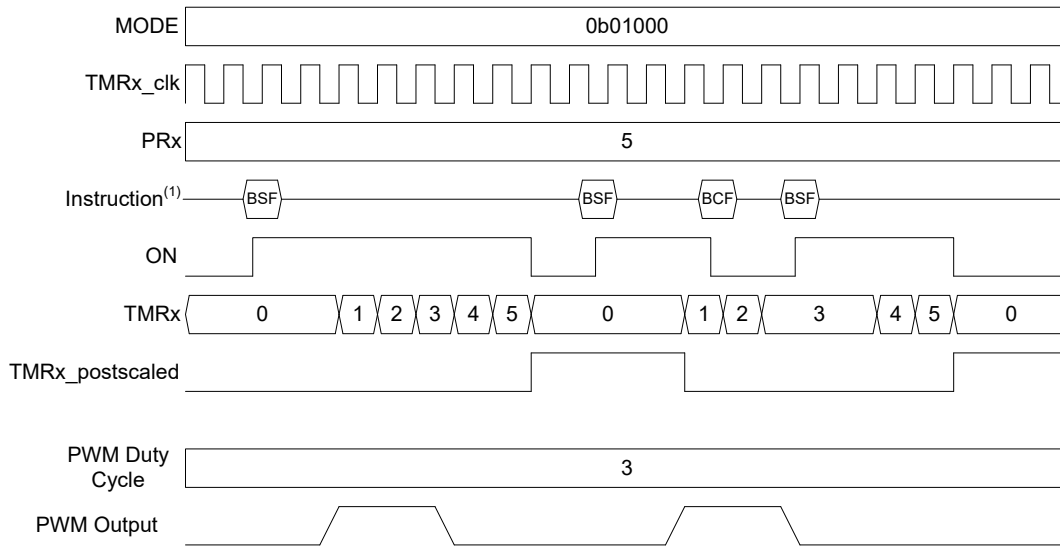 MODE 0b01000
TMRx_clk
PRx 5
Instruction(1) BSF BSF BCF BSF
ON
TMRx 0 1 2 3 4 5 0 1 2 3 4 5 0
TMRx_postscaled
PWM Duty
Cycle
3
PWM Output